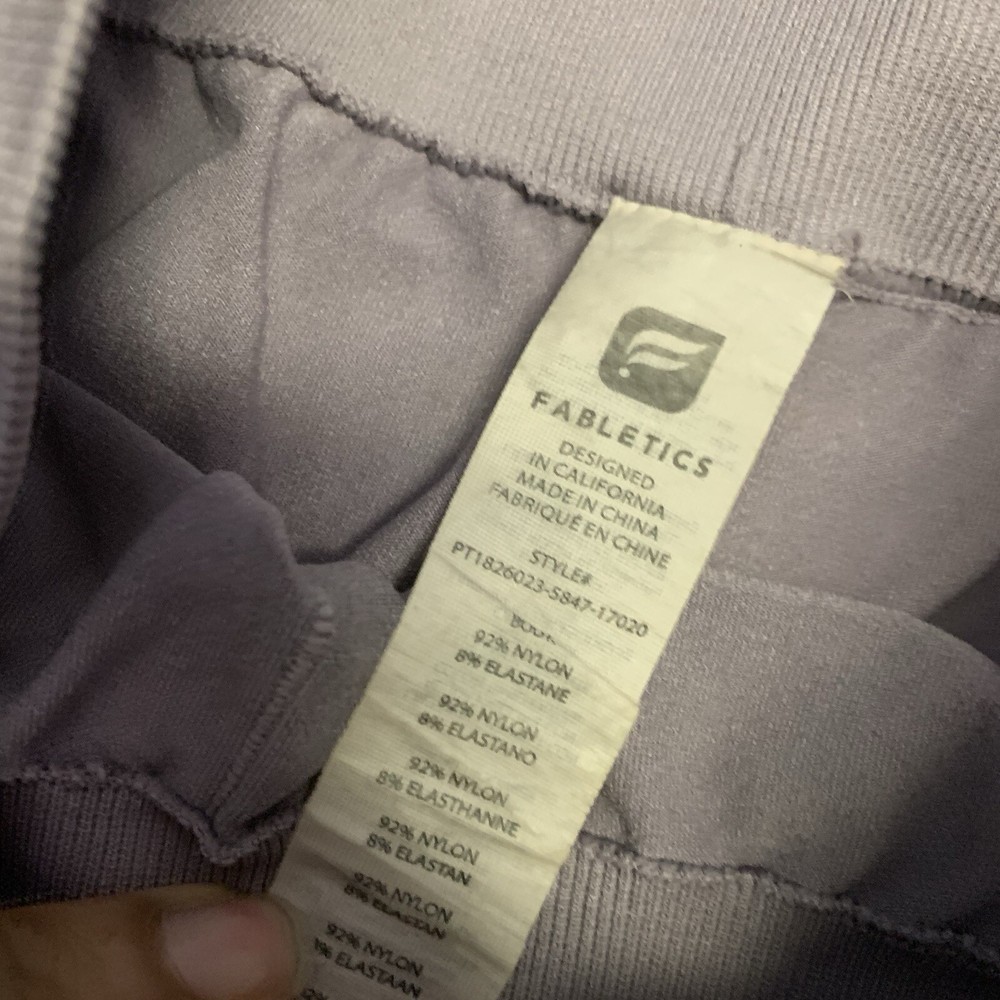 FABLETICS
DESIGNED
IN CALIFORNIA
MADE IN CHINA
FABRIQUÉ EN CHINE
STYLE#
PT1826023-5847-17020
92% NYLON
8% ELASTANE
92% NYLON
8% ELASTANO
92% NYLON
8% ELASTHANNE
92% NYLON
8% ELASTAN
92% NYLON
8% ELASTAN
92% NYLON
% ELASTAAN